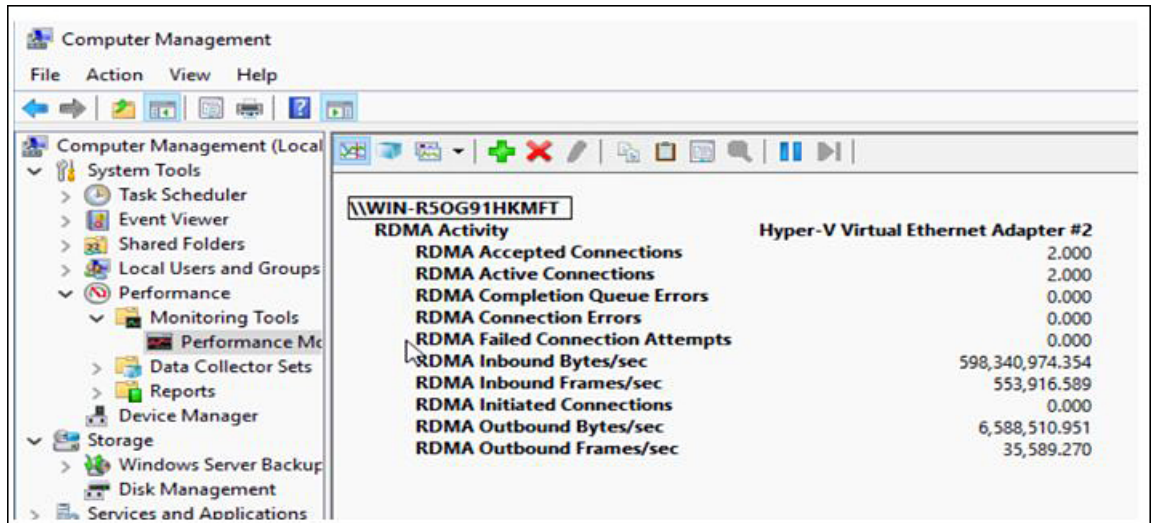 Computer Management
File Action View Help
Computer Management (Local
System Tools
Task Scheduler
Event Viewer
Shared Folders
Local Users and Groups
Performance
Monitoring Tools
Performance Mc
Data Collector Sets
Reports
Device Manager
Storage
Windows Server Backup
Disk Management
Services and Applications
\\WIN-R5OG91HKMFT
RDMA Activity Hyper-V Virtual Ethernet Adapter #2
RDMA Accepted Connections 2.000
RDMA Active Connections 2.000
RDMA Completion Queue Errors 0.000
RDMA Connection Errors 0.000
RDMA Failed Connection Attempts 0.000
RDMA Inbound Bytes/sec 598,340,974.354
RDMA Inbound Frames/sec 553,916.589
RDMA Initiated Connections 0.000
RDMA Outbound Bytes/sec 6,588,510.951
RDMA Outbound Frames/sec 35,589.270